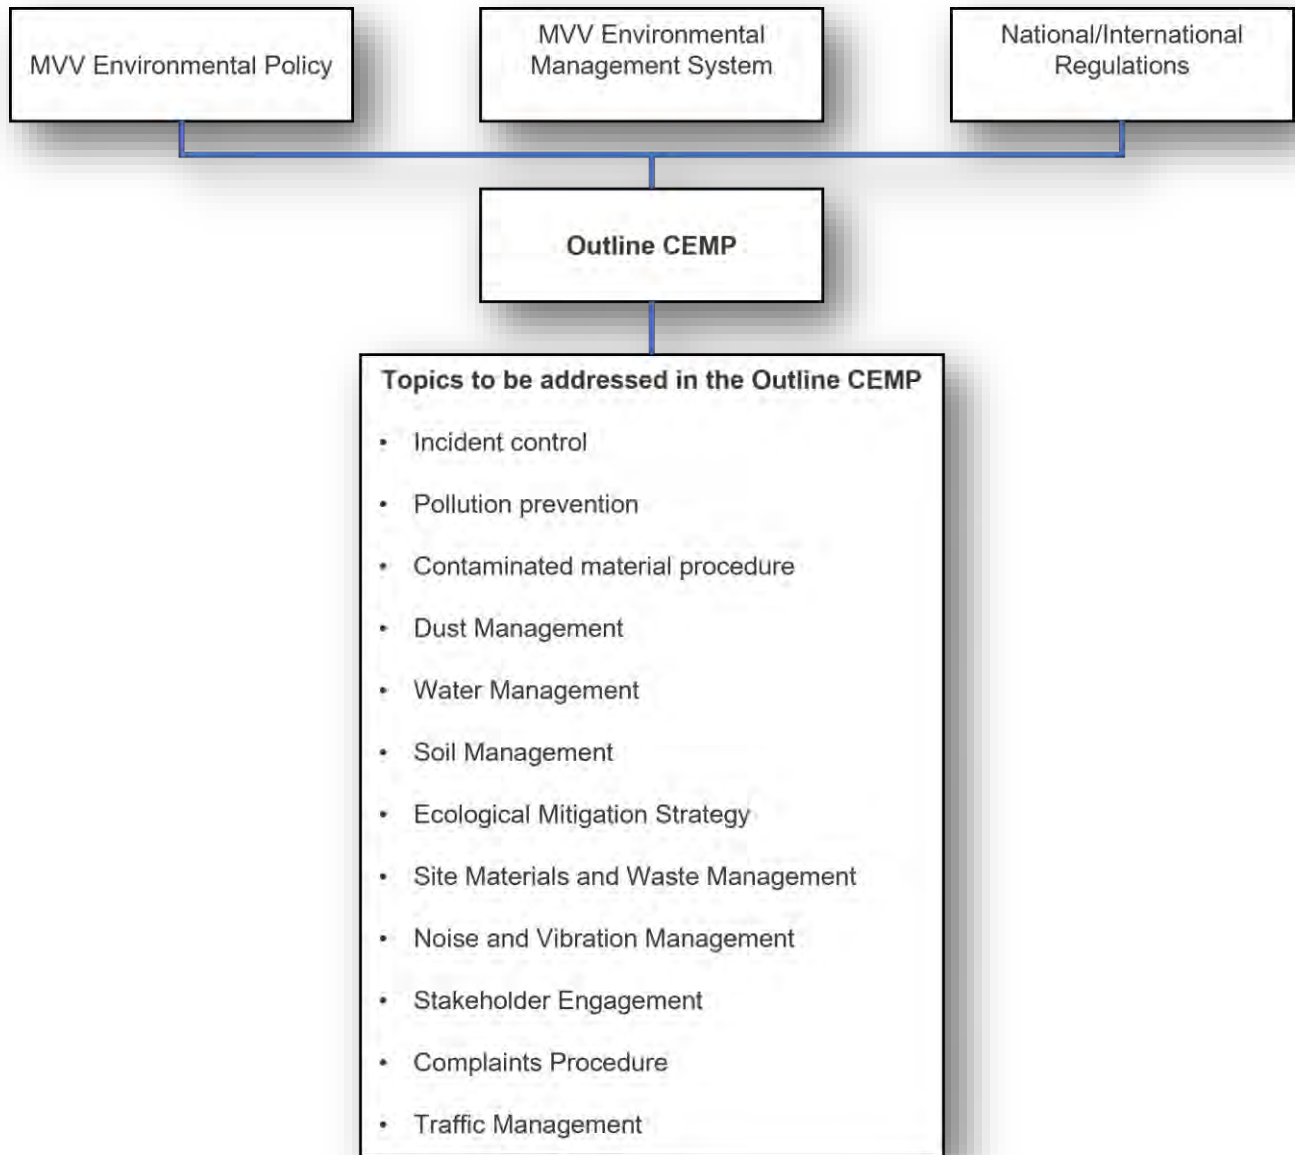 MVV Environmental Policy
MVV Environmental
Management System
National/International
Regulations
Outline CEMP
Topics to be addressed in the Outline CEMP
• Incident control
• Pollution prevention
• Contaminated material procedure
• Dust Management
• Water Management
• Soil Management
• Ecological Mitigation Strategy
• Site Materials and Waste Management
• Noise and Vibration Management
• Stakeholder Engagement
• Complaints Procedure
• Traffic Management